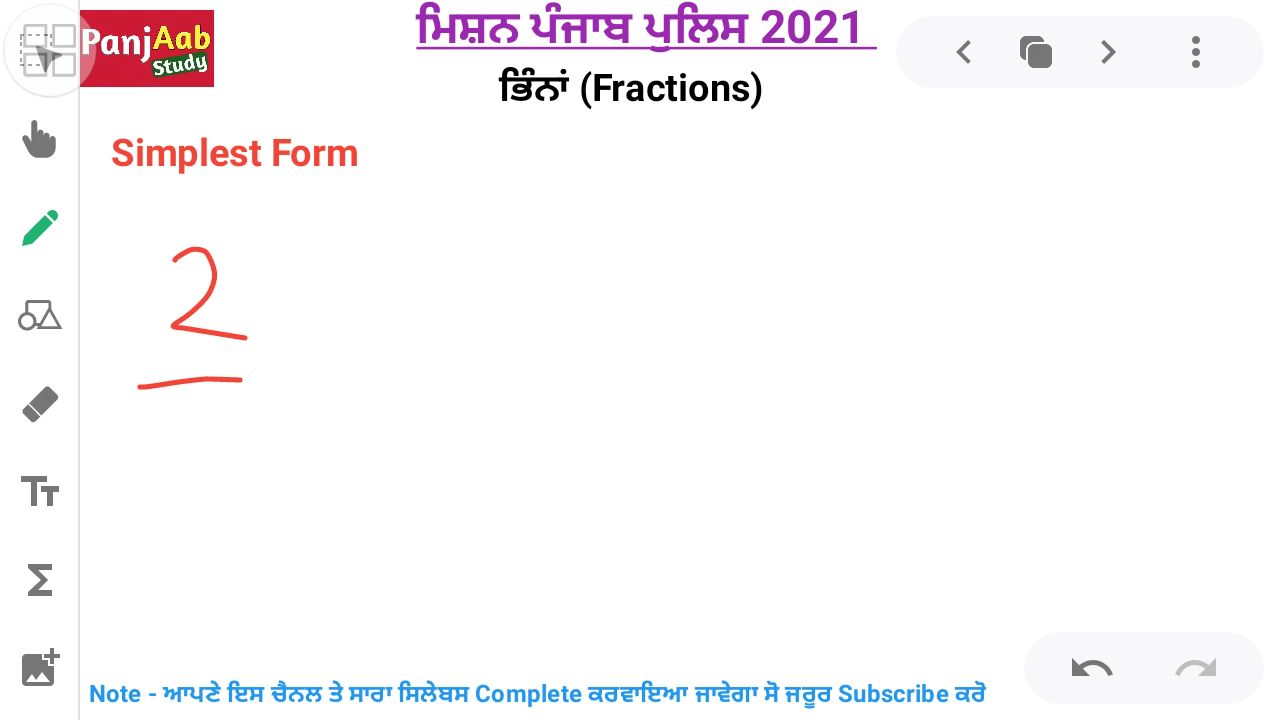 PanjAab
Study
ਮਿਸ਼ਨ ਪੰਜਾਬ ਪੁਲਿਸ 2021
ਭਿੰਨਾਂ (Fractions)
Simplest Form
2
Note - ਆਪਣੇ ਇਸ ਚੈਨਲ ਤੇ ਸਾਰਾ ਸਿਲੇਬਸ Complete ਕਰਵਾਇਆ ਜਾਵੇਗਾ ਸੋ ਜਰੂਰ Subscribe ਕਰੋ